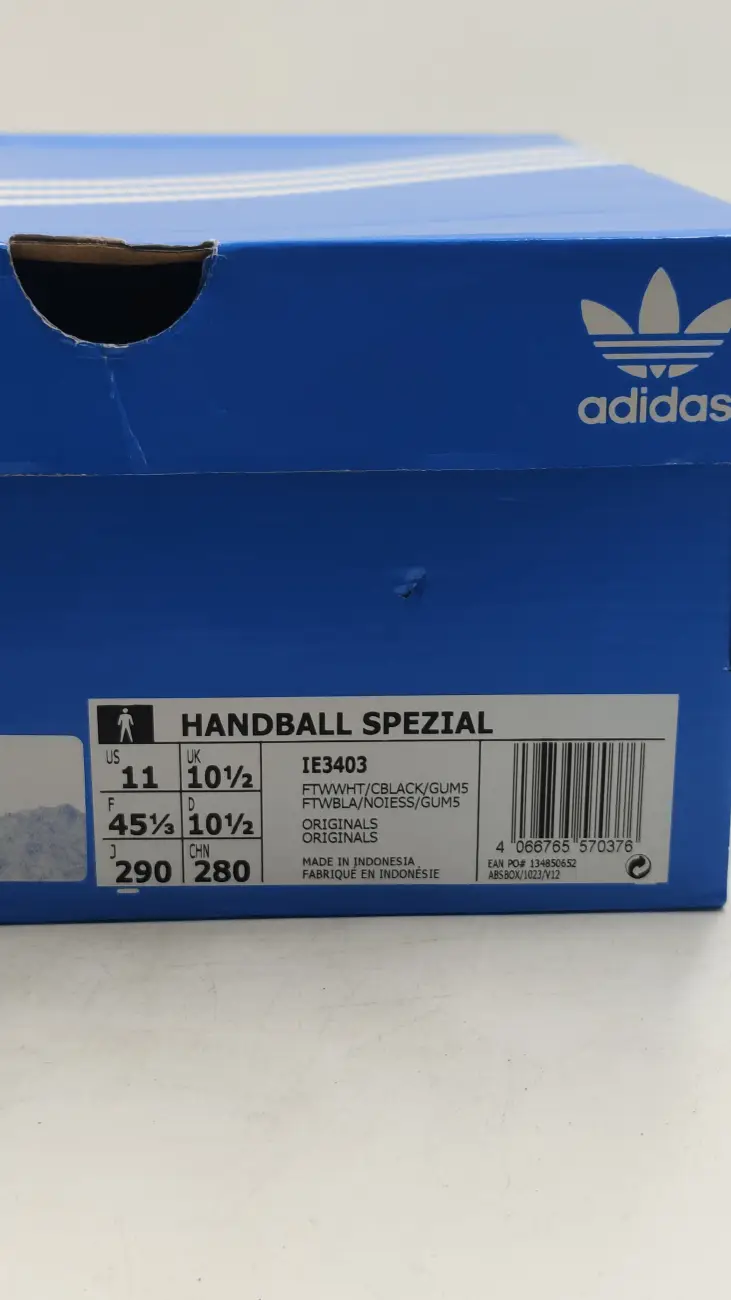 adidas
HANDBALL SPEZIAL
US
11
UK
10½
F
45⅓
D
10½
J
290
CHN
280
IE3403
FTWWHT/CBLACK/GUM5
FTWBLA/NOIESS/GUM5
ORIGINALS
ORIGINALS
MADE IN INDONESIA
FABRIQUÉ EN INDONÉSIE
4 066765 570376
EAN PO# 134850652
ABSBOX/1023/V12